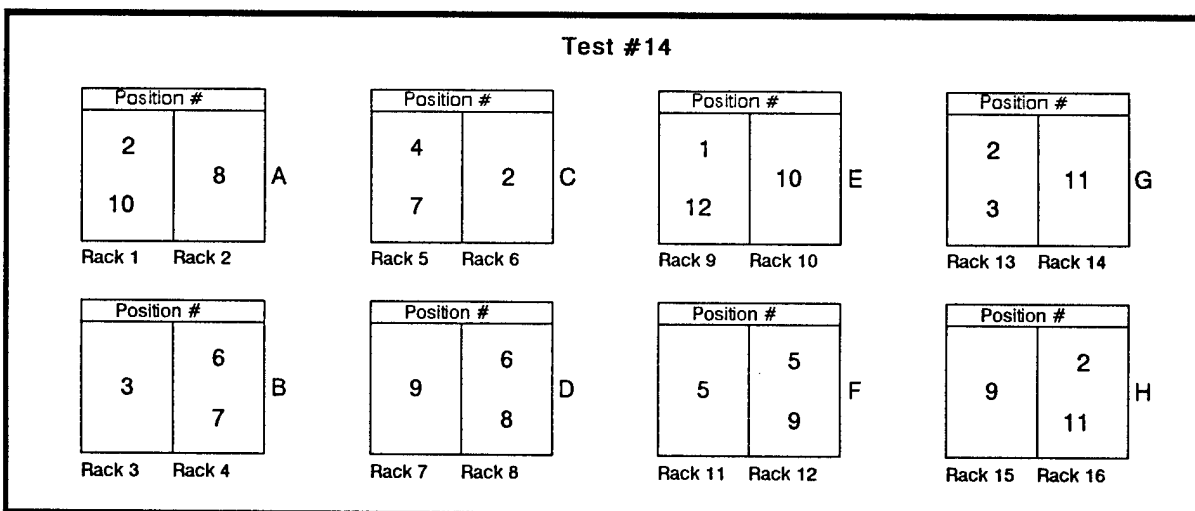 Test #14
Position #
2
10
8
A
Rack 1 Rack 2
Position #
4
7
2
C
Rack 5 Rack 6
Position #
1
12
10
E
Rack 9 Rack 10
Position #
2
3
11
G
Rack 13 Rack 14
Position #
3
6
7
B
Rack 3 Rack 4
Position #
9
6
8
D
Rack 7 Rack 8
Position #
5
5
9
F
Rack 11 Rack 12
Position #
9
2
11
H
Rack 15 Rack 16